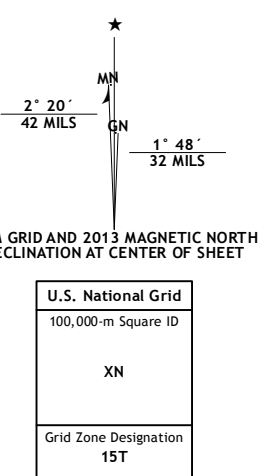 ★
MN
2° 20´
42 MILS
GN
1° 48´
32 MILS
GRID AND 2013 MAGNETIC NORTH
AT CENTER OF SHEET
U.S. National Grid
100,000-m Square ID
XN
Grid Zone Designation
15T